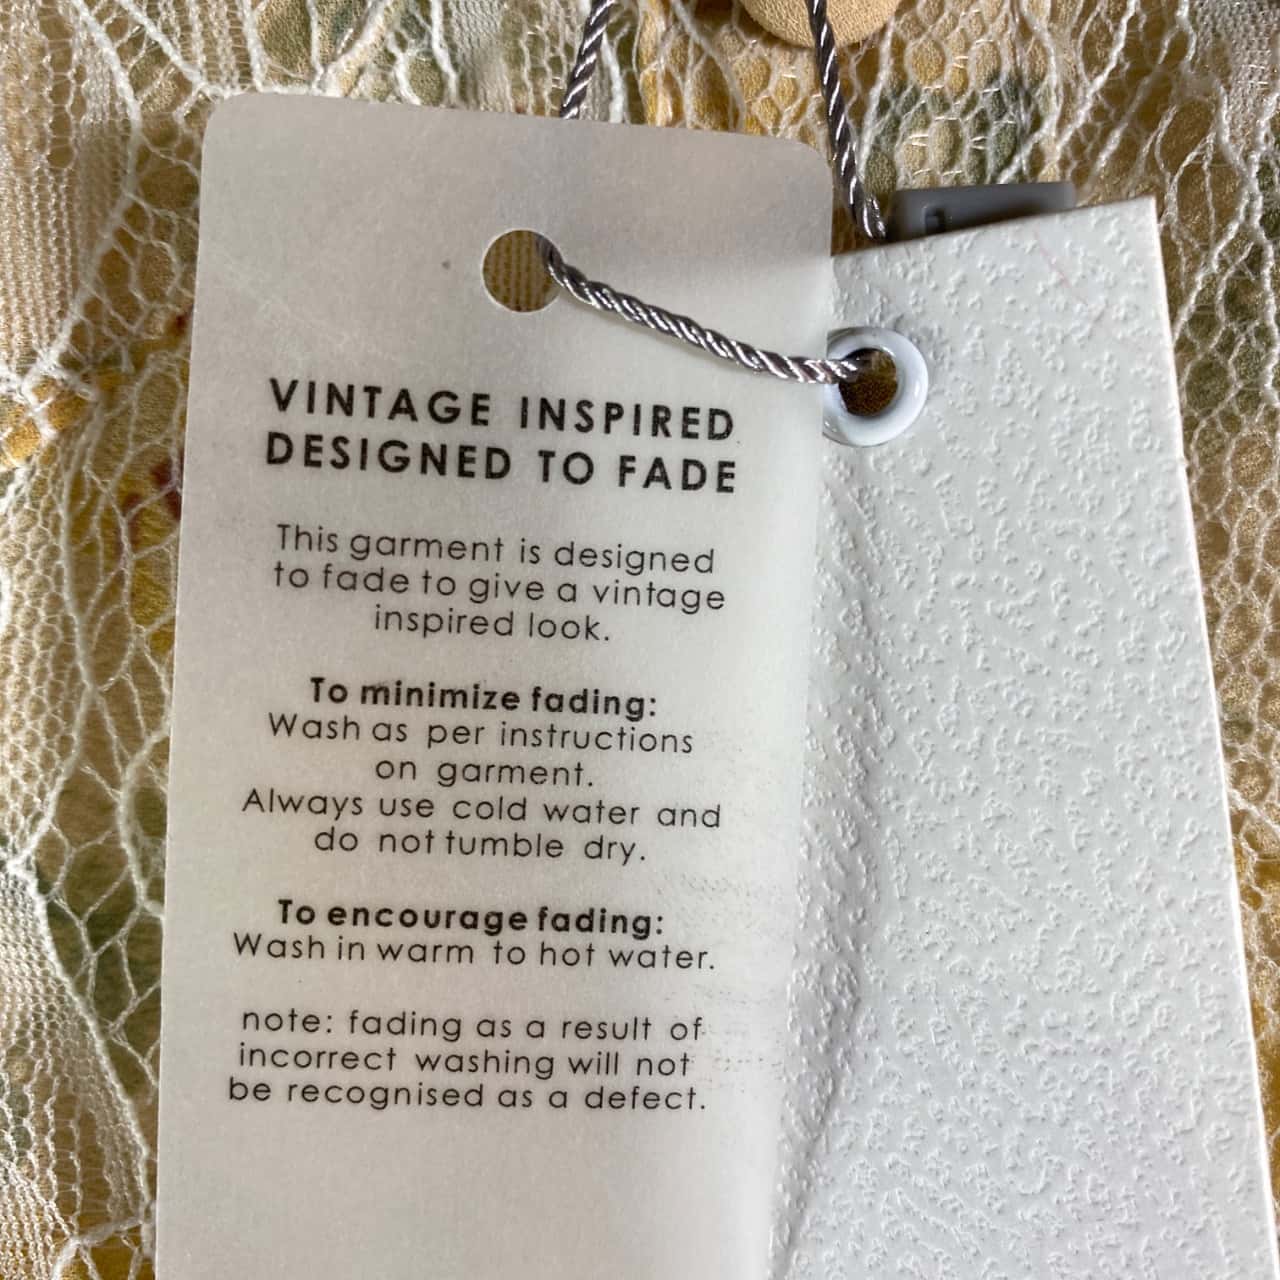 VINTAGE INSPIRED
DESIGNED TO FADE
This garment is designed
to fade to give a vintage
inspired look.
To minimize fading:
Wash as per instructions
on garment.
Always use cold water and
do not tumble dry.
To encourage fading:
Wash in warm to hot water.
note: fading as a result of
incorrect washing will not
be recognised as a defect.